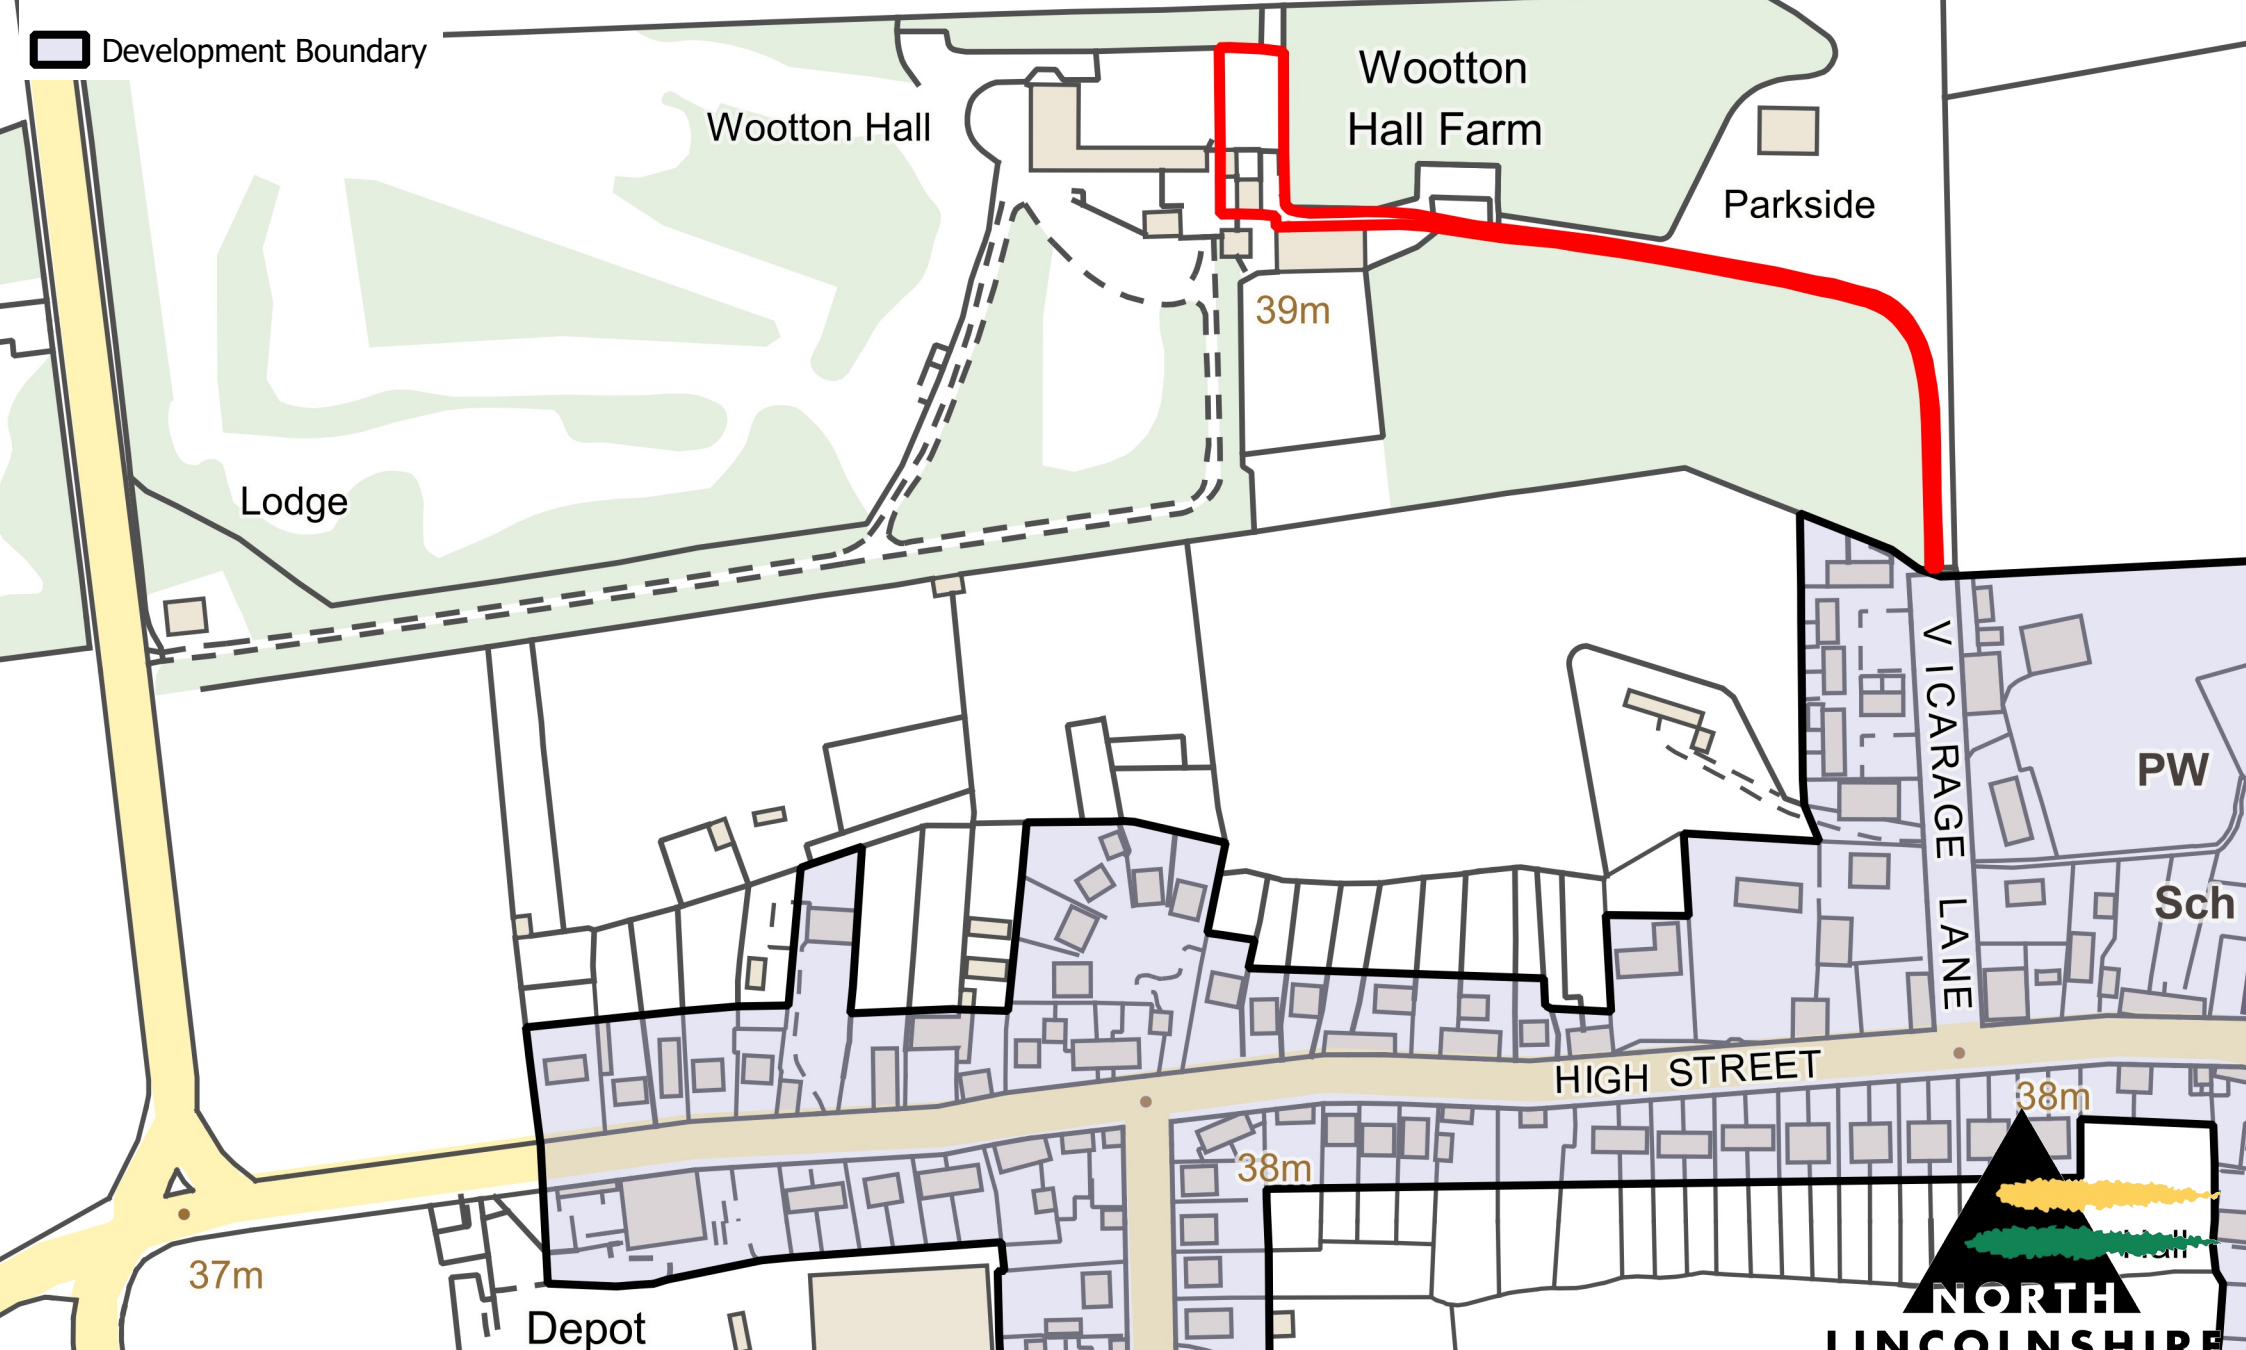 Development Boundary
Wootton
Hall Farm
Wootton Hall
Parkside
39m
Lodge
VICARAGE LANE
PW
Sch
HIGH STREET
38m
38m
37m
Depot
NORTH
LINCOLNSHIRE